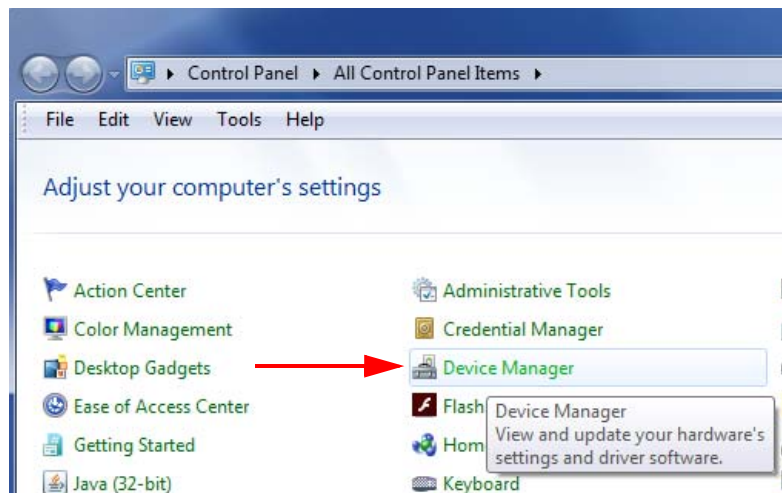 Control Panel All Control Panel Items
File Edit View Tools Help
Adjust your computer's settings
Action Center
Administrative Tools
Color Management
Credential Manager
Desktop Gadgets
Device Manager
Ease of Access Center
Flash
Device Manager
View and update your hardware's
settings and driver software.
Getting Started
Hom
Java (32-bit)
Keyboard